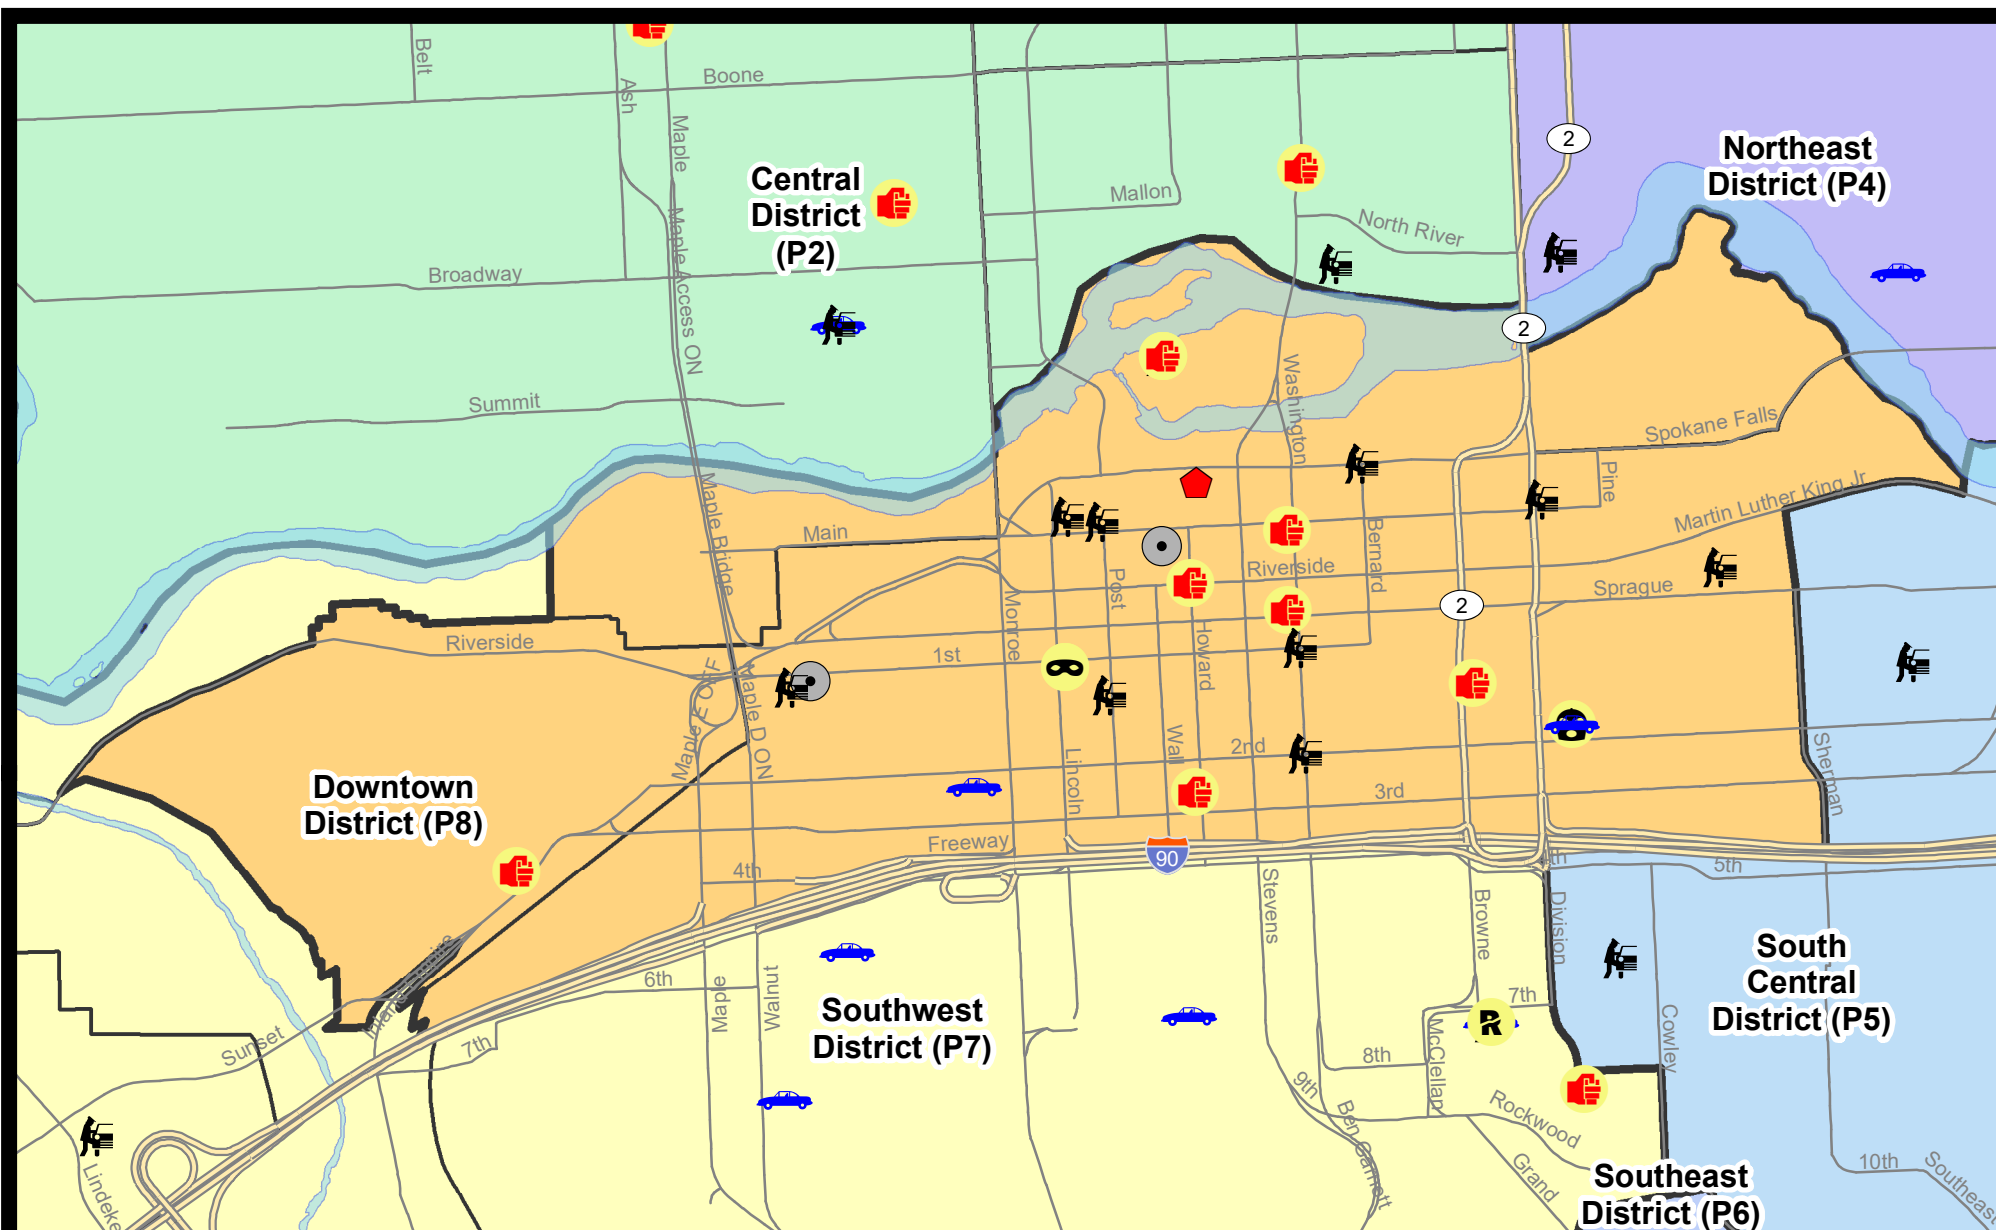 Belt
Ash
Boone
Maple
Central
District
(P2)
Maple Access ON
Broadway
Summit
Mallon
North River
2
Northeast
District (P4)
2
Washington
Spokane Falls
Pine
Martin Luther King Jr
Main
Maple Bridge
Riverside
Bernard
Post
Sprague
2
Riverside
1st
Monroe
Howard
Maple E OFF
Maple D ON
Wall
2nd
Lincoln
3rd
Sherman
Downtown
District (P8)
Freeway
90
4th
4th
5th
Stevens
Browne
Division
6th
Maple
Walnut
Southwest
District (P7)
South
Central
District (P5)
7th
Sunset
7th
McClellan
8th
Cowley
9th
Ben Garnett
Rockwood
Grand
10th
Southeast
Southeast
District (P6)